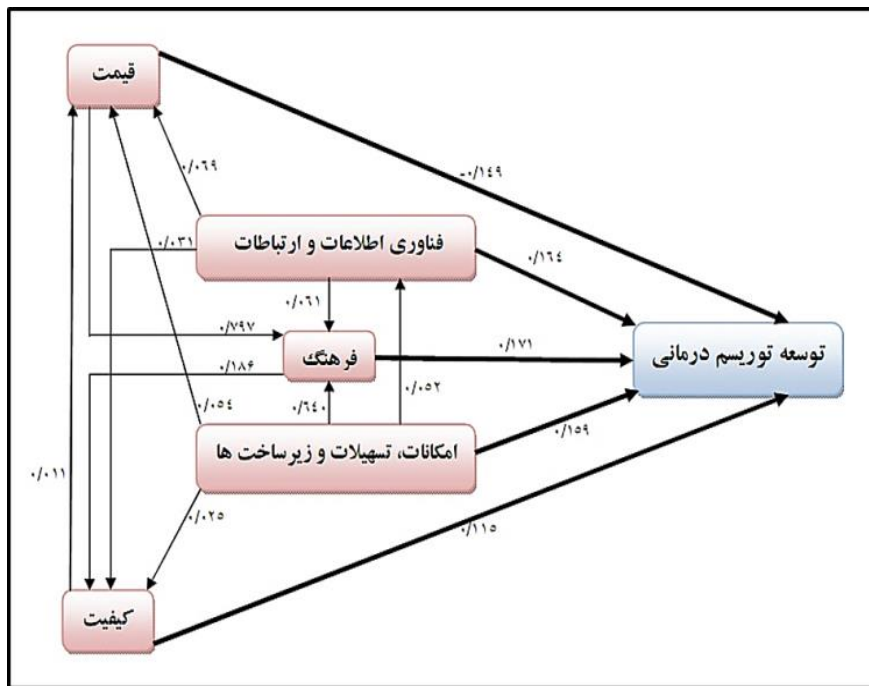 قیمت
۰/۰۶۹
-۰/۱۴۹
فناوری اطلاعات و ارتباطات
۰/۰۳۱
۰/۱۶۴
۰/۰۶۱
۰/۷۹۷
فرهنگ
۰/۱۷۱
توسعه توریسم درمانی
۰/۱۸۶
۰/۰۵۲
۰/۰۵۴
۰/۶۴۰
امکانات، تسهیلات و زیرساخت ها
۰/۱۵۹
۰/۰۱۱
۰/۰۲۵
۰/۱۱۵
کیفیت